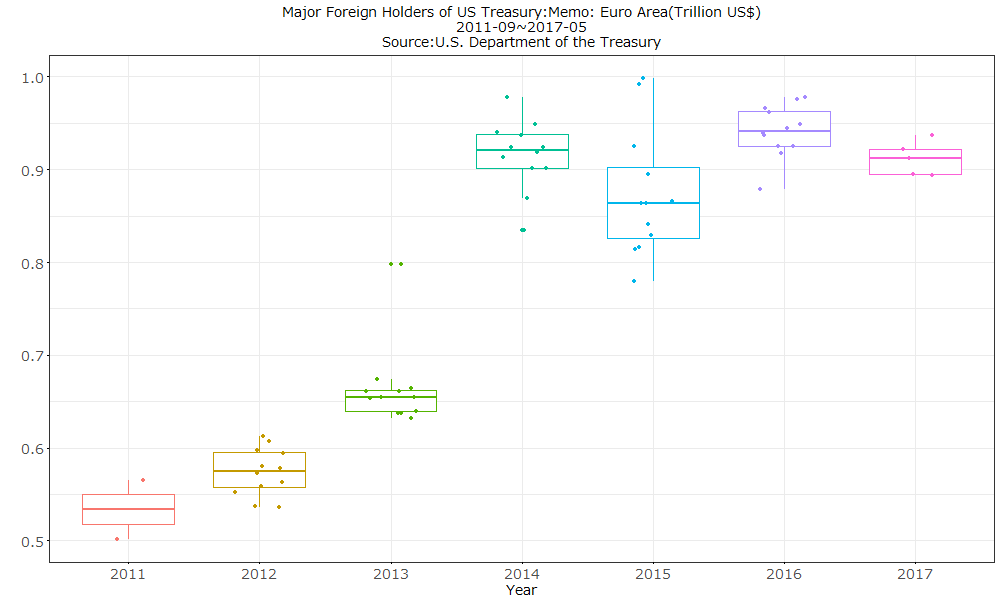 Major Foreign Holders of US Treasury:Memo: Euro Area(Trillion US$)
2011-09~2017-05
Source:U.S. Department of the Treasury
1.0
0.9
0.8
0.7
0.6
0.5
2011 2012 2013 2014 2015 2016 2017
Year